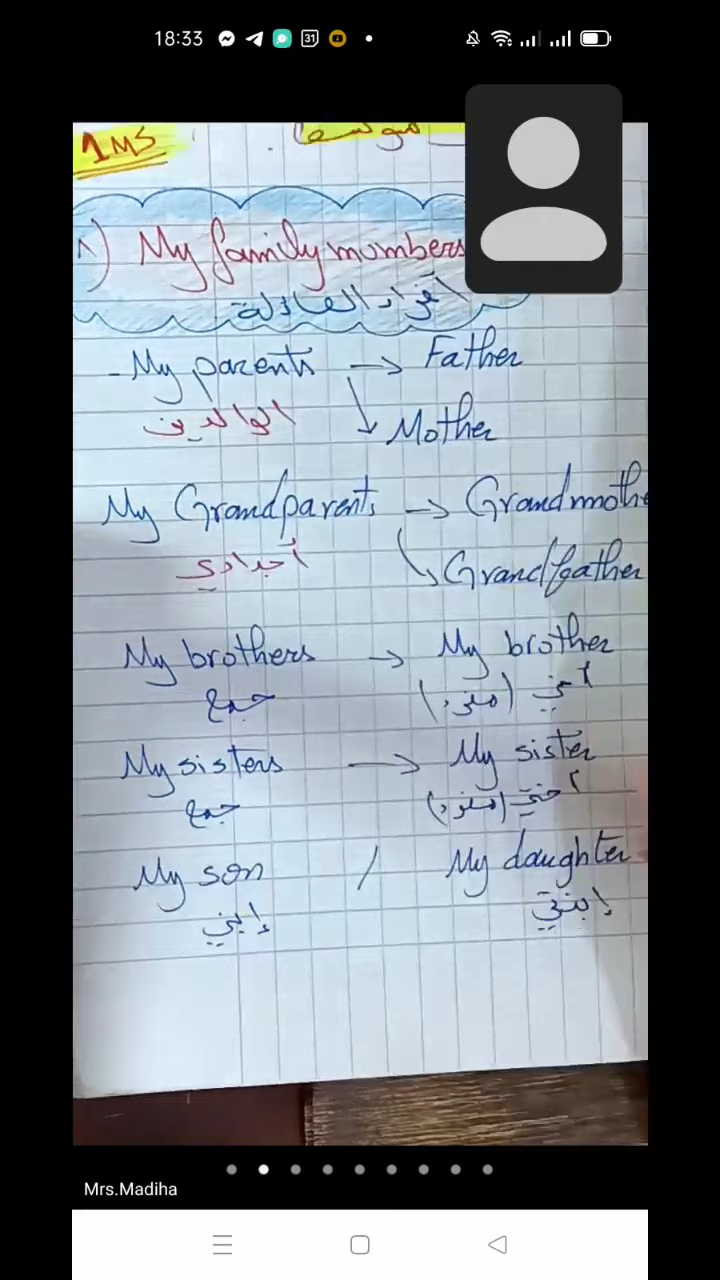 18:33
31
1MS
1) My family mumbers
أفراد العائلة
- My parents → Father
الوالدين
Mother
My Grandparents → Grandmothe
أجدادي
Grandfather
My brothers → My brother
جمع
أخي (مفرد)
My sisters → My sister
جمع
أختي (مفرد)
My son / My daughter
إبني
إبنتي
Mrs.Madiha